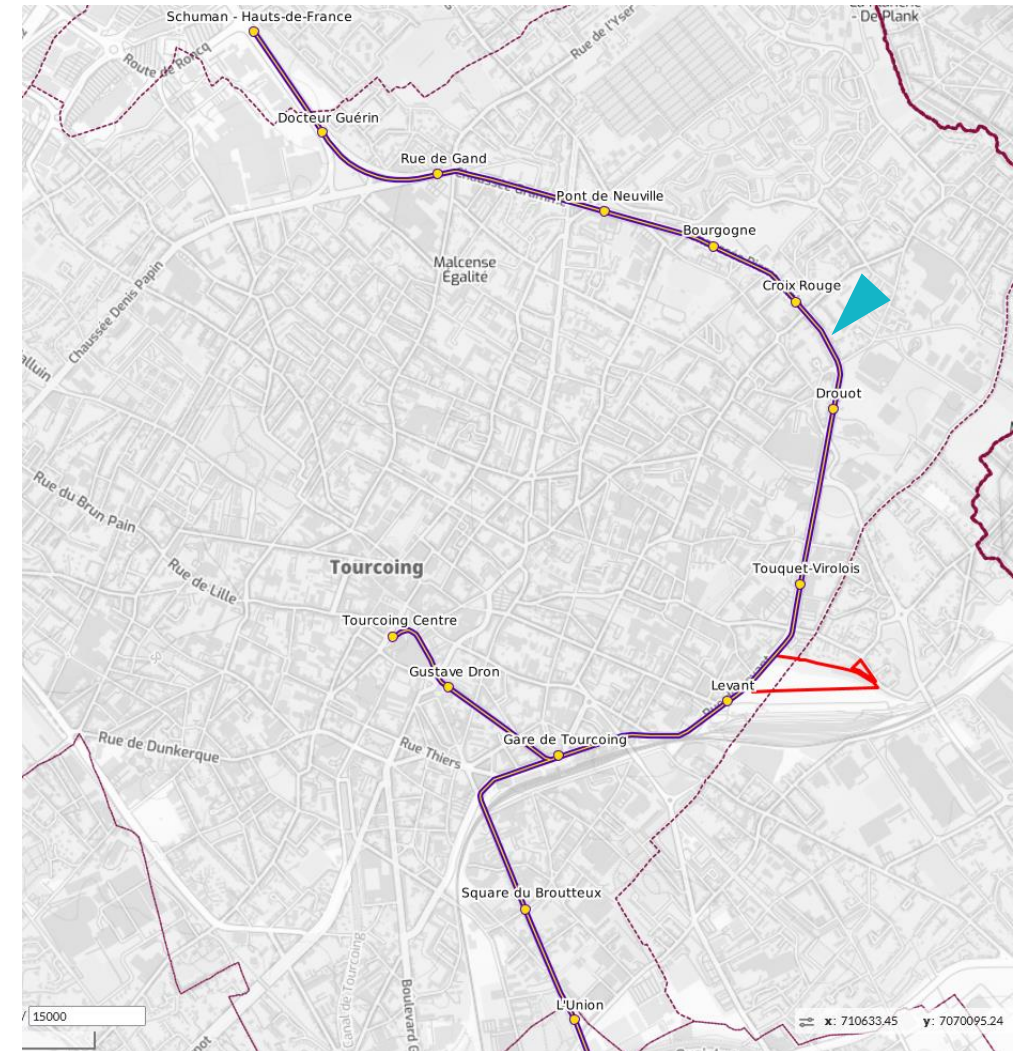 Schuman - Hauts-de-France
- De Plank
Rue de l'Yser
Route de Roncq
Docteur Guérin
Rue de Gand
Pont de Neuville
Bourgogne
Malcense
Égalité
Croix Rouge
Chaussée Denis Papin
Drouot
Rue du Brun Pain
Tourcoing
Touquet-Virolois
Rue de Lille
Tourcoing Centre
Gustave Dron
Levant
Rue de Dunkerque
Rue Thiers
Gare de Tourcoing
Square du Broutteux
Canal de Tourcoing
Boulevard G
L'Union
/ 15000
x: 710633.45 y: 7070095.24